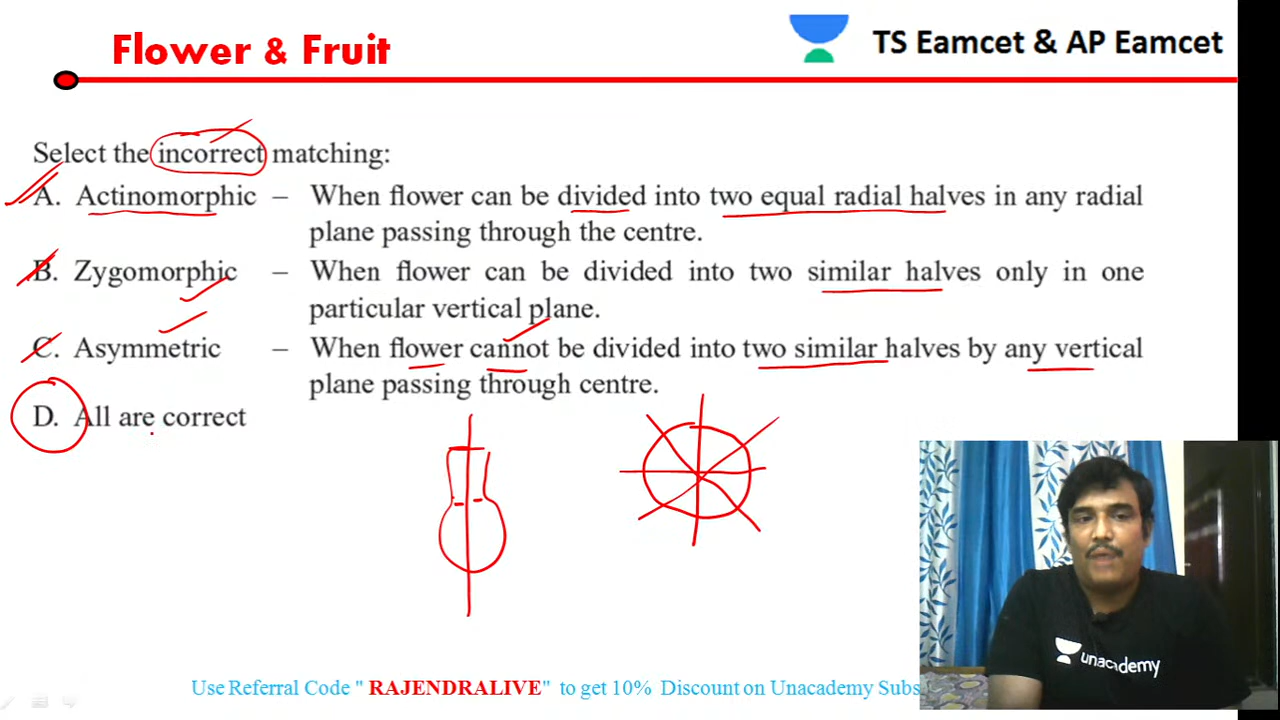 Flower & Fruit
TS Eamcet & AP Eamcet
Select the incorrect matching:
A. Actinomorphic – When flower can be divided into two equal radial halves in any radial
plane passing through the centre.
B. Zygomorphic – When flower can be divided into two similar halves only in one
particular vertical plane.
C. Asymmetric – When flower cannot be divided into two similar halves by any vertical
plane passing through centre.
D. All are correct
unacademy
Use Referral Code " RAJENDRALIVE" to get 10% Discount on Unacademy Subs